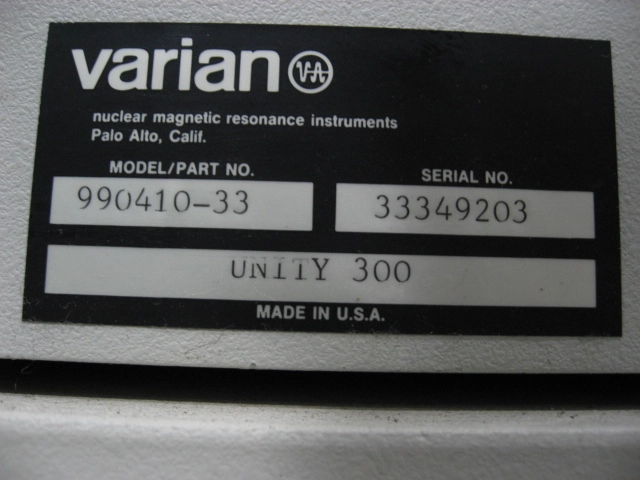 varian VA
nuclear magnetic resonance instruments
Palo Alto, Calif.
MODEL/PART NO. SERIAL NO.
990410-33 33349203
UNITY 300
MADE IN U.S.A.